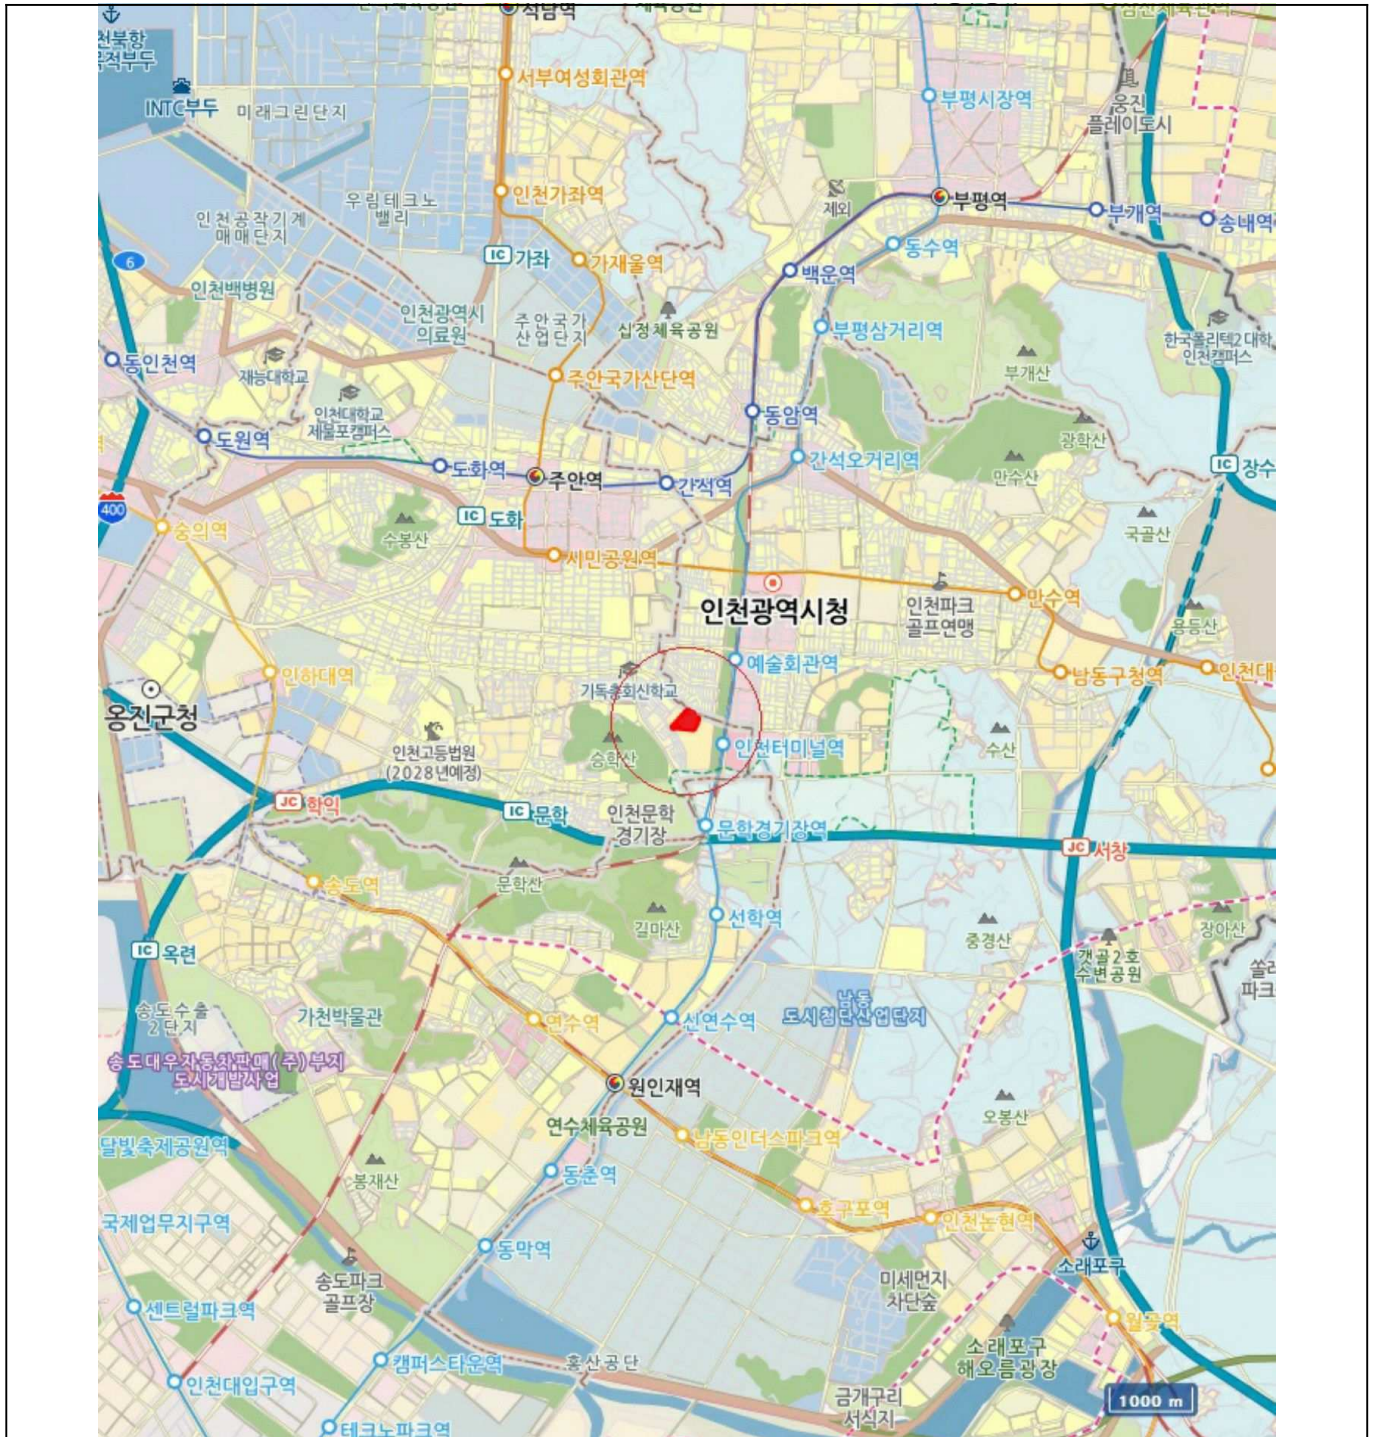 석남역
천북항
목적부두
INTC부두
미래그린단지
서부여성회관역
부평시장역
웅진
플레이도시
삼산체육관역
우림테크노
밸리
인천가좌역
인천공작기계
매매단지
제외
부평역
부개역
송내역
동수역
IC 가좌
가재울역
백운역
6
인천백병원
인천광역시
의료원
주안국가
산업단지
십정체육공원
부평삼거리역
한국폴리텍2대학
인천캠퍼스
동인천역
재능대학교
주안국가산단역
부개산
인천대학교
제물포캠퍼스
동암역
광학산
도원역
도화역
주안역
간석역
간석오거리역
만수산
IC 장수
400
숭의역
수봉산
IC 도화
국골산
시민공원역
인천광역시청
인천파크
골프연맹
만수역
용등산
인하대역
기독총회신학교
예술회관역
남동구청역
인천대
옹진군청
인천고등법원
(2028년예정)
승학산
인천터미널역
수산
JC 학익
IC 문학
인천문학
경기장
문학경기장역
JC 서창
송도역
문학산
길마산
선학역
중경산
장아산
IC 옥련
갯골2호
수변공원
쏠라
파크
송도수출
2단지
가천박물관
연수역
신연수역
남동
도시첨단산업단지
송도대우자동차판매(주)부지
도시개발사업
원인재역
연수체육공원
오봉산
달빛축제공원역
남동인더스파크역
봉재산
동춘역
국제업무지구역
호구포역
인천논현역
동막역
소래포구
송도파크
골프장
미세먼지
차단숲
센트럴파크역
월곶역
소래포구
해오름광장
캠퍼스타운역
홍산공단
인천대입구역
금개구리
서식지
1000 m
테크노파크역